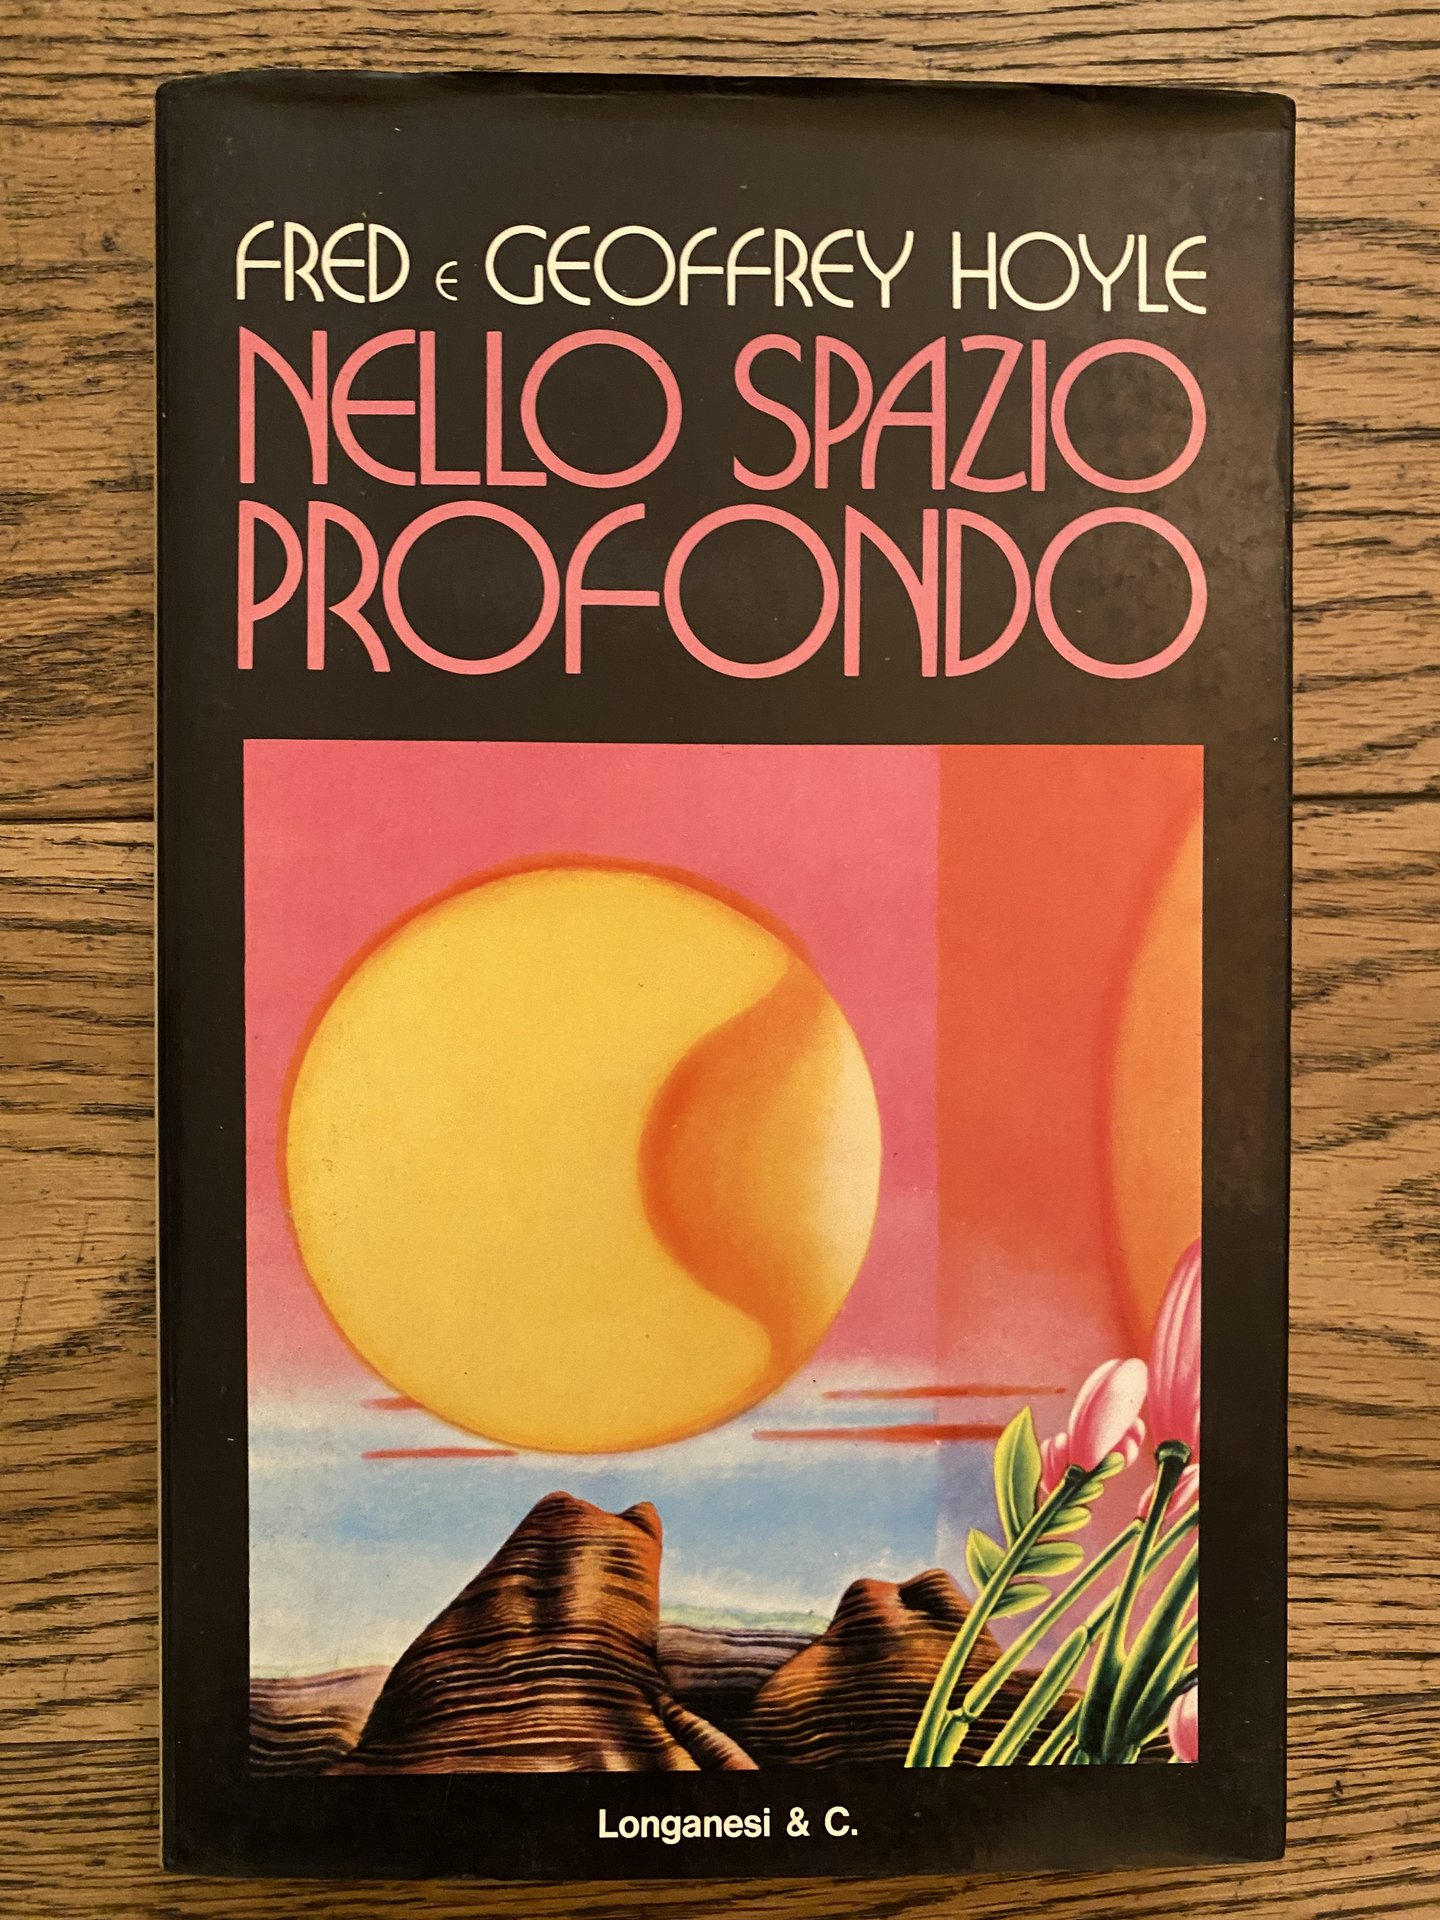 FRED E GEOFFREY HOYLE
NELLO SPAZIO
PROFONDO
Longanesi & C.